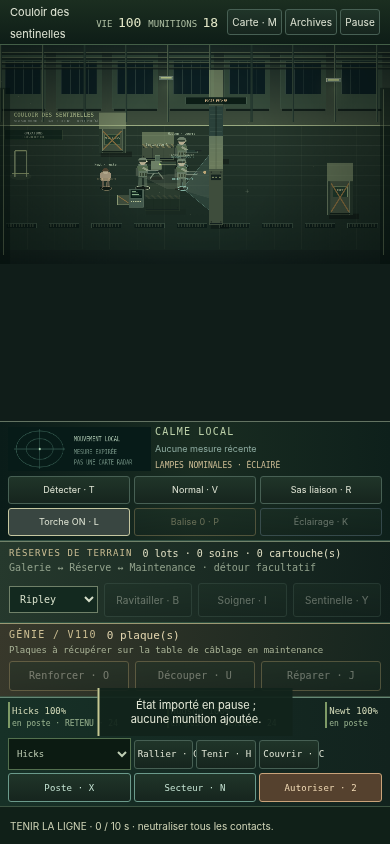 Couloir des
sentinelles
VIE 100 MUNITIONS 18
Carte · M
Archives
Pause
COULOIR DES SENTINELLES
MOUVEMENT LOCAL
MESURE EXPIRÉE
PAS UNE CARTE RADAR
CALME LOCAL
Aucune mesure récente
LAMPES NOMINALES · ÉCLAIRÉ
Détecter · T
Normal · V
Sas liaison · R
Torche ON · L
Balise 0 · P
Éclairage · K
RÉSERVES DE TERRAIN 0 lots · 0 soins · 0 cartouche(s)
Galerie ↔ Réserve ↔ Maintenance · détour facultatif
Ripley
Ravitailler · B
Soigner · I
Sentinelle · Y
GÉNIE / V110 0 plaque(s)
Plaques à récupérer sur la table de câblage en maintenance
Renforcer · O
Découper · U
Réparer · J
Hicks 100%
en poste · RETENU
État importé en pause ;
aucune munition ajoutée.
Newt 100%
en poste
Hicks
Rallier ·
Tenir · H
Couvrir · C
Poste · X
Secteur · N
Autoriser · 2
TENIR LA LIGNE · 0 / 10 s · neutraliser tous les contacts.